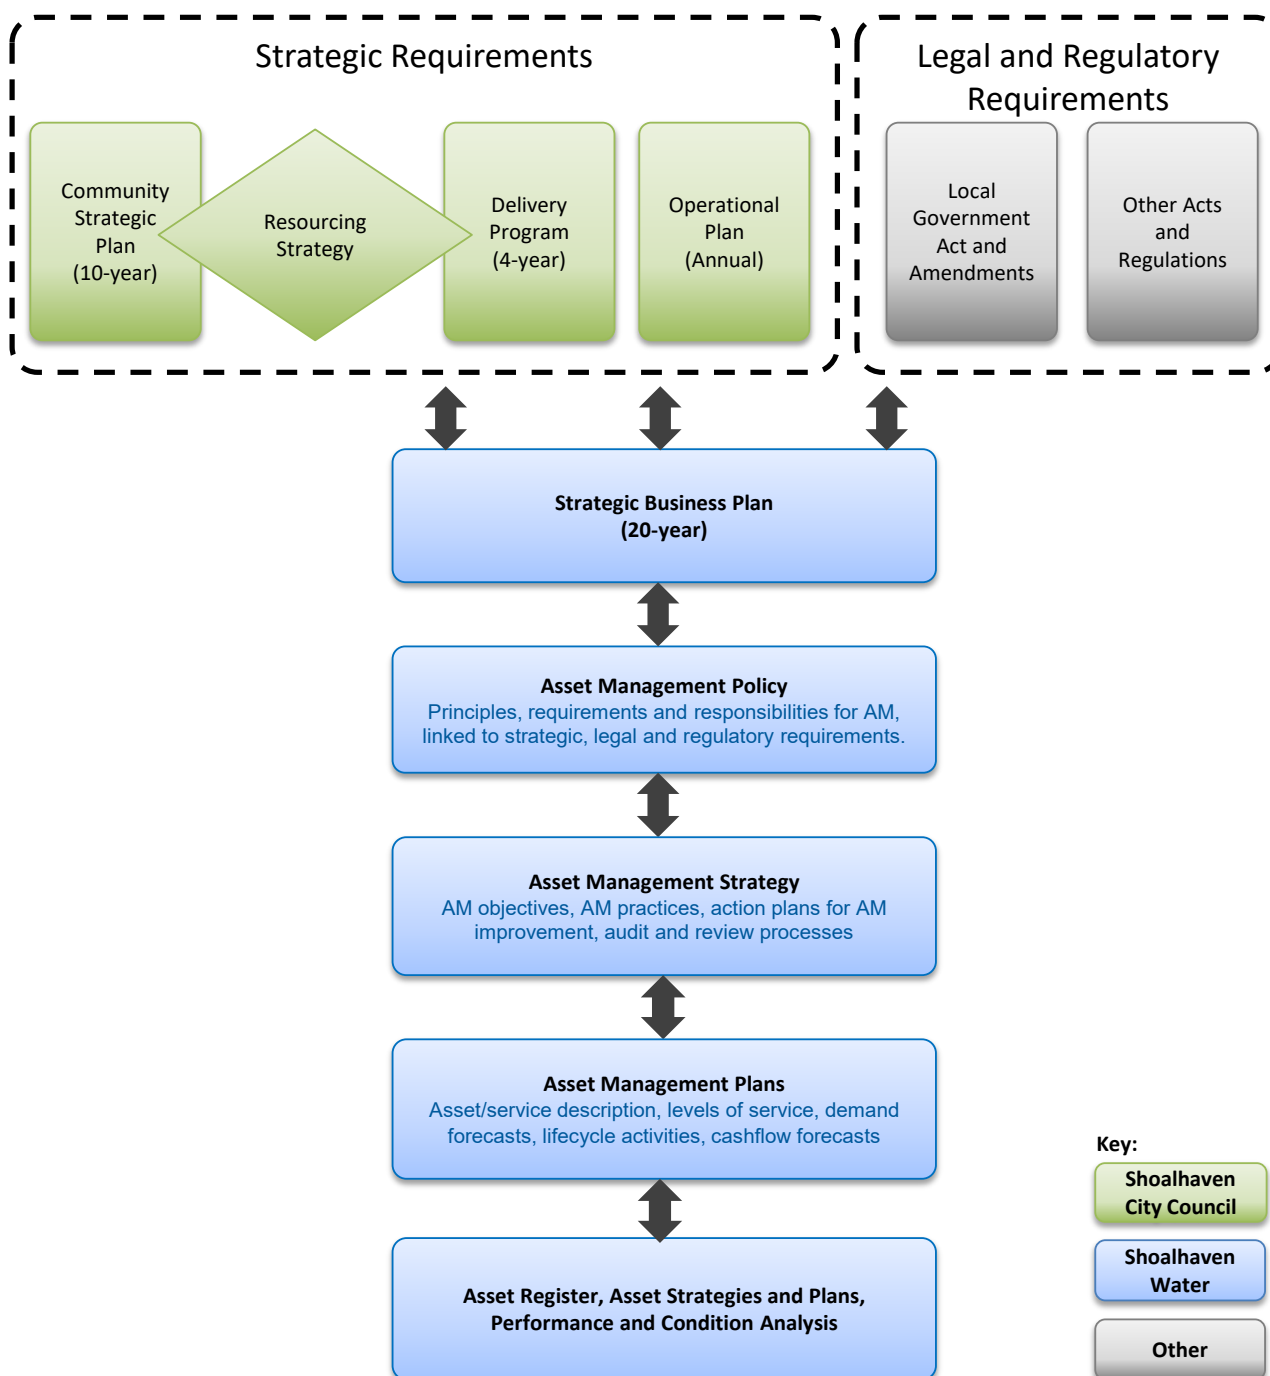 Strategic Requirements
Legal and Regulatory
Requirements
Community
Strategic
Plan
(10-year)
Resourcing
Strategy
Delivery
Program
(4-year)
Operational
Plan
(Annual)
Local
Government
Act and
Amendments
Other Acts
and
Regulations
Strategic Business Plan
(20-year)
Asset Management Policy
Principles, requirements and responsibilities for AM,
linked to strategic, legal and regulatory requirements.
Asset Management Strategy
AM objectives, AM practices, action plans for AM
improvement, audit and review processes
Asset Management Plans
Asset/service description, levels of service, demand
forecasts, lifecycle activities, cashflow forecasts
Asset Register, Asset Strategies and Plans,
Performance and Condition Analysis
Key:
Shoalhaven
City Council
Shoalhaven
Water
Other